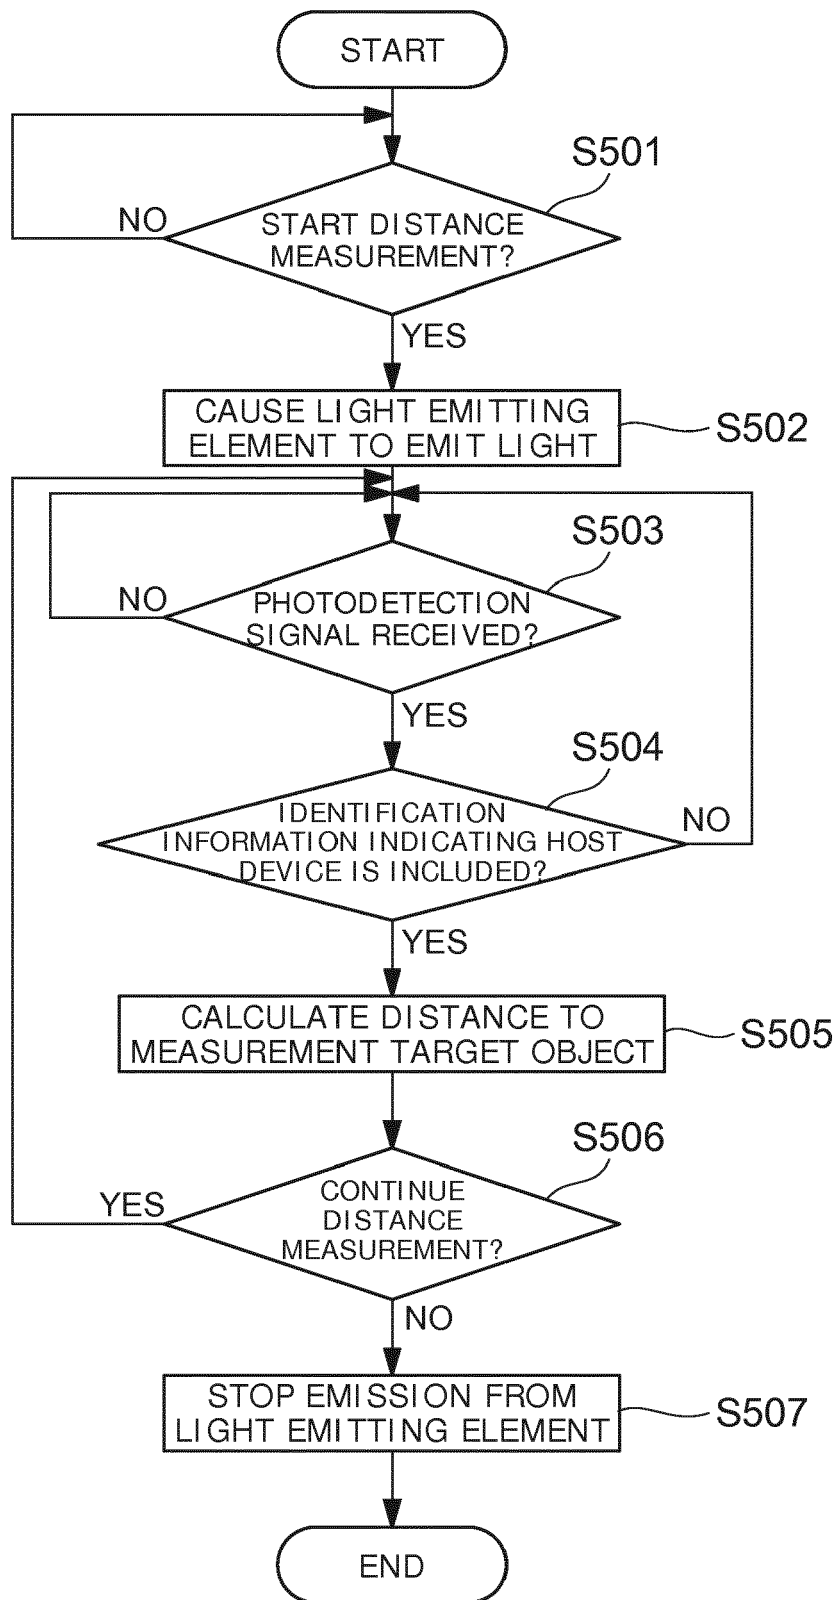 START
S501
START DISTANCE
MEASUREMENT?
NO
YES
CAUSE LIGHT EMITTING
ELEMENT TO EMIT LIGHT
S502
S503
PHOTODETECTION
SIGNAL RECEIVED?
NO
YES
S504
IDENTIFICATION
INFORMATION INDICATING HOST
DEVICE IS INCLUDED?
NO
YES
CALCULATE DISTANCE TO
MEASUREMENT TARGET OBJECT
S505
S506
CONTINUE
DISTANCE
MEASUREMENT?
YES
NO
STOP EMISSION FROM
LIGHT EMITTING ELEMENT
S507
END